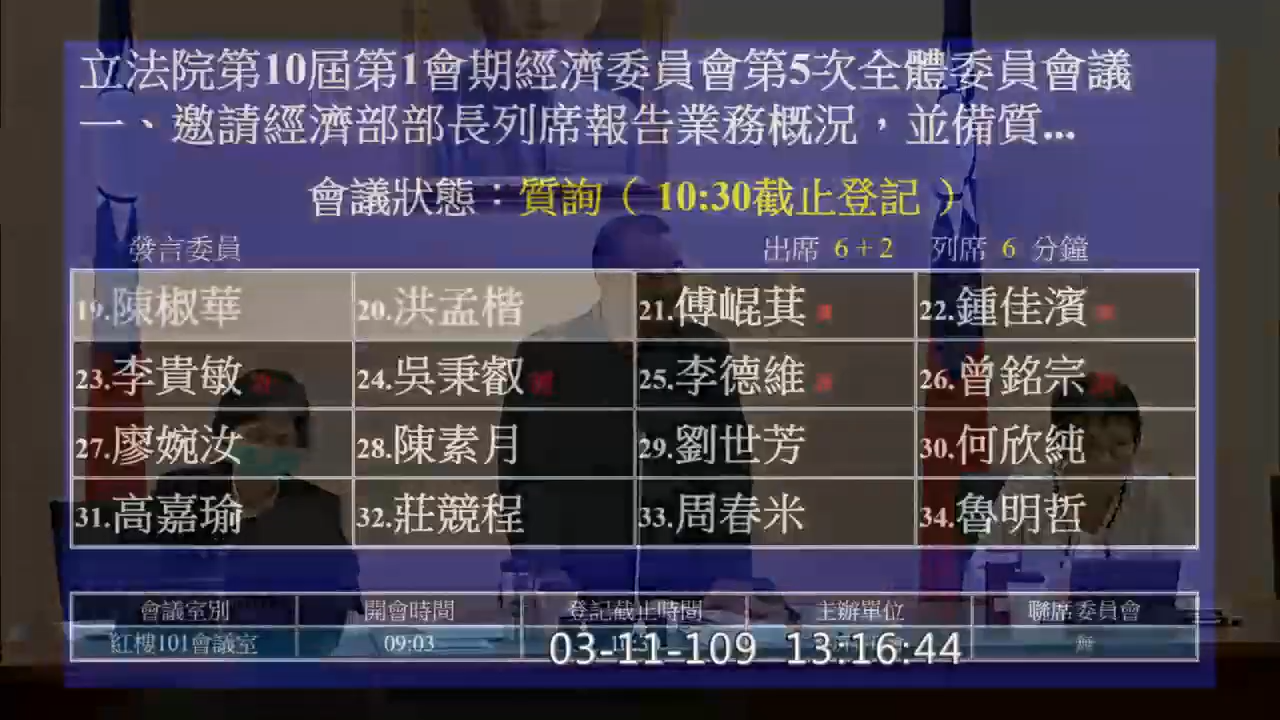 立法院第10屆第1會期經濟委員會第5次全體委員會議
一、邀請經濟部部長列席報告業務概況，並備質...
會議狀態：質詢（ 10:30截止登記 ）
發言委員 出席 6+2 列席 6 分鐘
19.陳椒華 20.洪孟楷 21.傅崐萁 22.鍾佳濱
23.李貴敏 24.吳秉叡 25.李德維 26.曾銘宗
27.廖婉汝 28.陳素月 29.劉世芳 30.何欣純
31.高嘉瑜 32.莊競程 33.周春米 34.魯明哲
會議室別 開會時間 登記截止時間 主辦單位 聯席委員會
紅樓101會議室 09:03 無
03-11-109 13:16:44